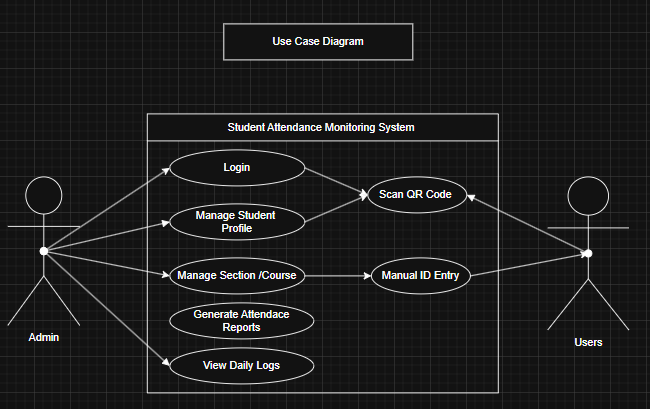 Use Case Diagram
Student Attendance Monitoring System
Login
Scan QR Code
Manage Student
Profile
Manage Section /Course
Manual ID Entry
Generate Attendace
Reports
View Daily Logs
Admin
Users